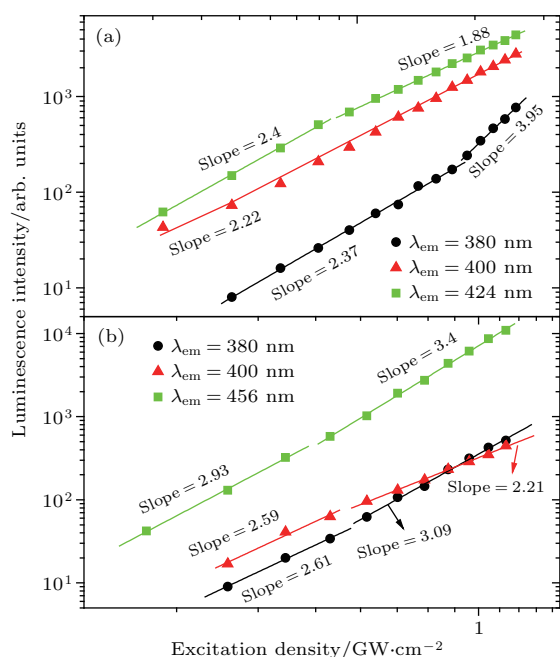 Luminescence intensity/arb. units
(a)
10³
10²
10¹
Slope = 2.4
Slope = 1.88
Slope = 2.22
Slope = 2.37
Slope = 3.95
λem = 380 nm
λem = 400 nm
λem = 424 nm
(b)
10⁴
10³
10²
10¹
λem = 380 nm
λem = 400 nm
λem = 456 nm
Slope = 3.4
Slope = 2.93
Slope = 2.59
Slope = 2.61
Slope = 3.09
Slope = 2.21
1
Excitation density/GW·cm⁻²